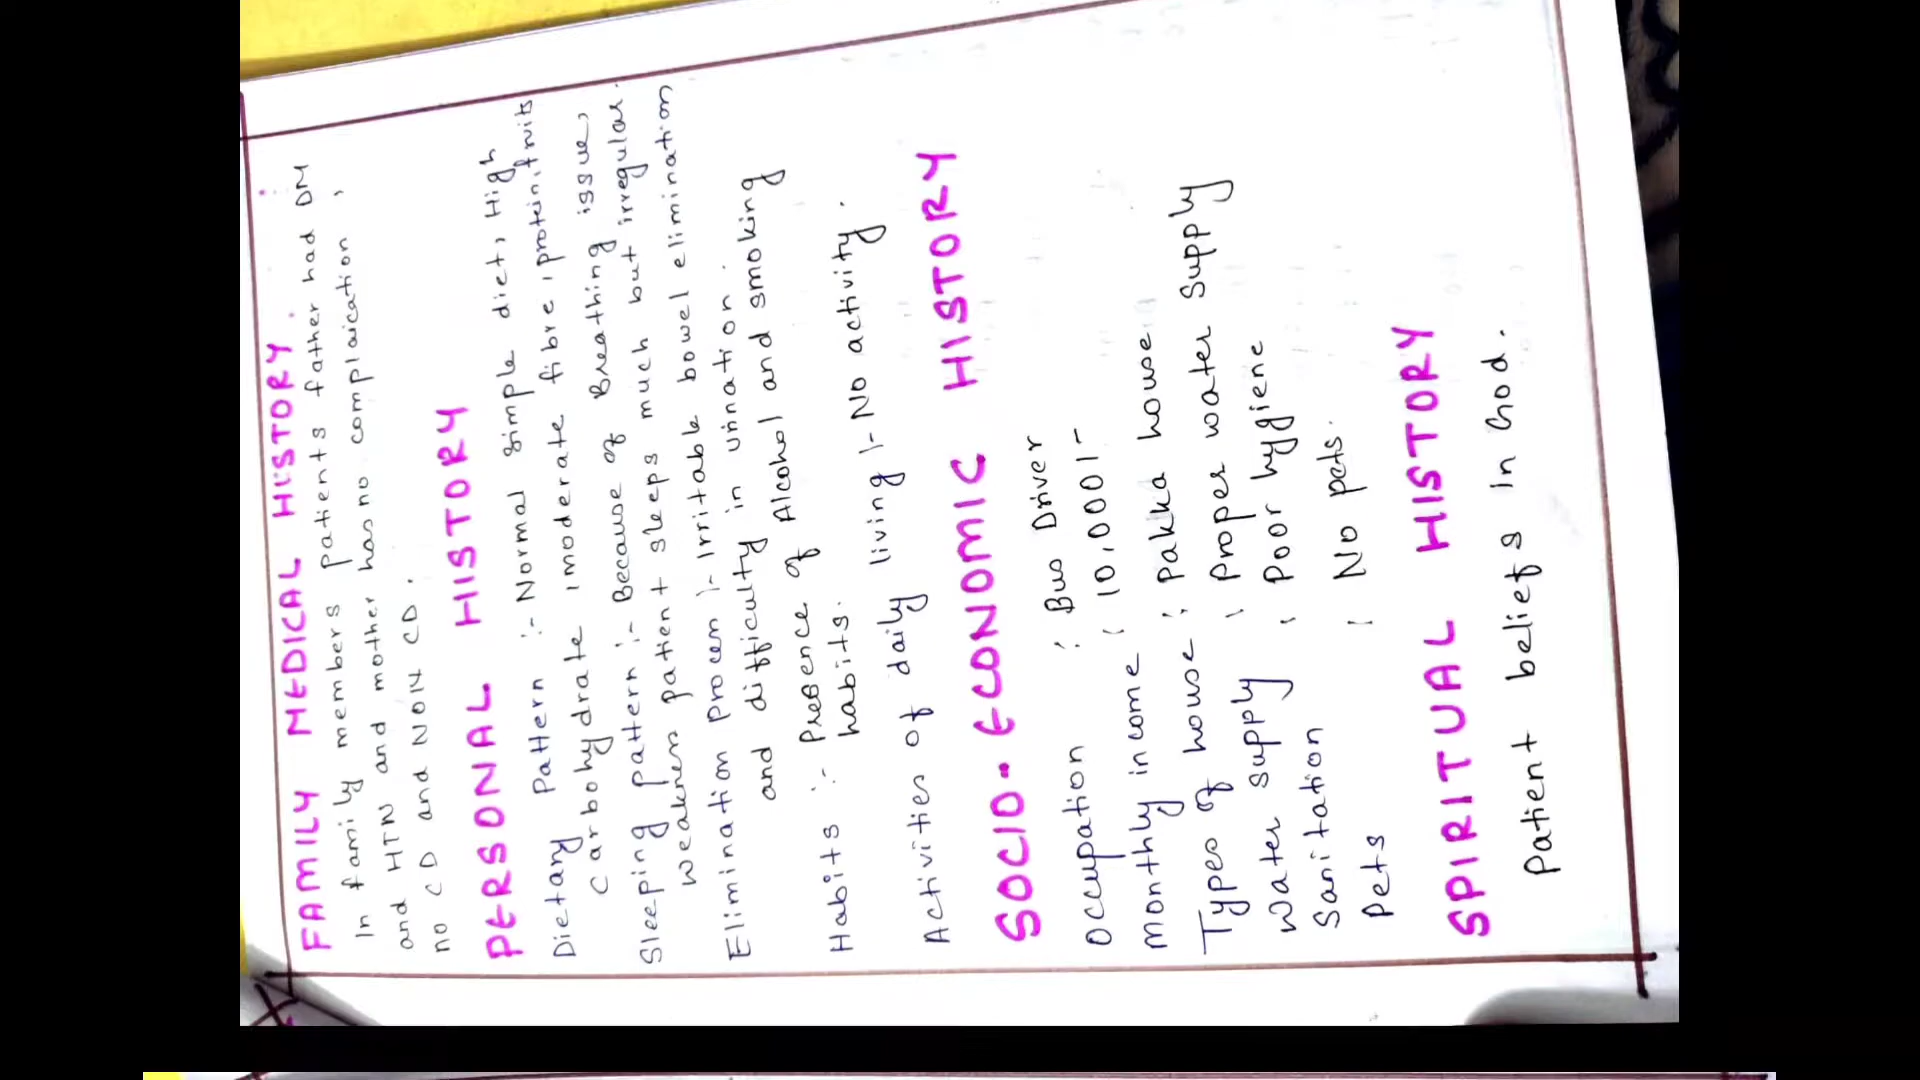 FAMILY MEDICAL HISTORY.
In family members patients father had DM
and HTN and mother has no complaication,
no CD and NOI4 CD.
PERSONAL HISTORY
Dietary Pattern :- Normal simple diet, High
carbohydrate, moderate fibre, protein, fruits
Sleeping pattern :- Because of Breathing issue,
weakness patient sleeps much but irregular.
Elimination process :- Irritable bowel elimination
and difficulty in urination.
Habits :- Presence of Alcohol and smoking
habits.
Activities of daily living :- No activity.
SOCIO-ECONOMIC HISTORY
Occupation : Bus Driver
Monthly income : 10,000/-
Types of house : Pakka house
Water supply : Proper water supply
Sanitation : Poor hygiene
Pets : No pets.
SPIRITUAL HISTORY
Patient beliefs in God.